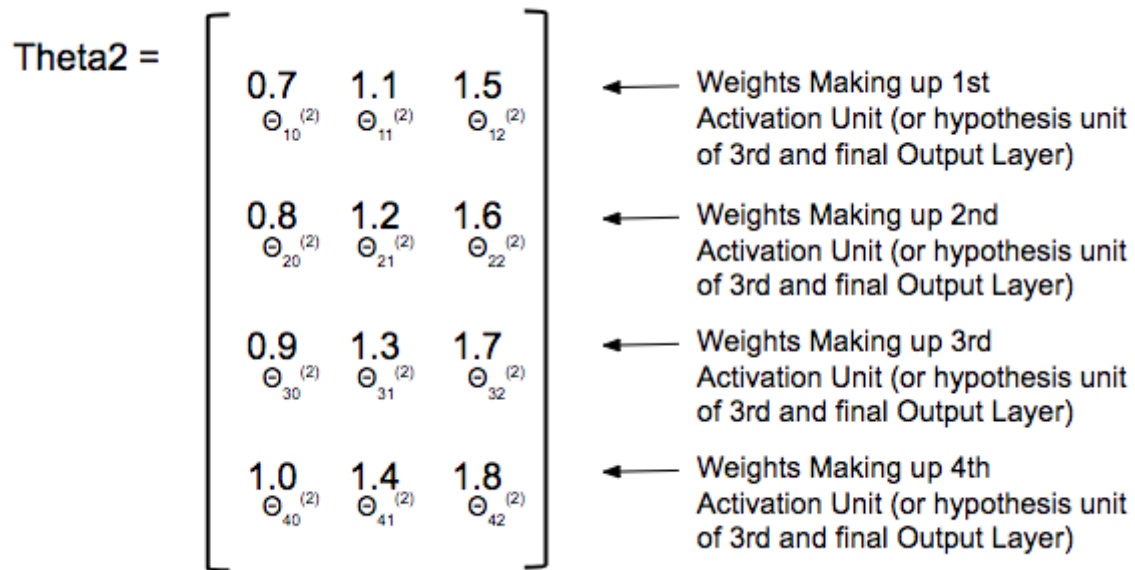 Theta2 =
0.7 1.1 1.5
Θ₁₀⁽²⁾ Θ₁₁⁽²⁾ Θ₁₂⁽²⁾
Weights Making up 1st
Activation Unit (or hypothesis unit
of 3rd and final Output Layer)
0.8 1.2 1.6
Θ₂₀⁽²⁾ Θ₂₁⁽²⁾ Θ₂₂⁽²⁾
Weights Making up 2nd
Activation Unit (or hypothesis unit
of 3rd and final Output Layer)
0.9 1.3 1.7
Θ₃₀⁽²⁾ Θ₃₁⁽²⁾ Θ₃₂⁽²⁾
Weights Making up 3rd
Activation Unit (or hypothesis unit
of 3rd and final Output Layer)
1.0 1.4 1.8
Θ₄₀⁽²⁾ Θ₄₁⁽²⁾ Θ₄₂⁽²⁾
Weights Making up 4th
Activation Unit (or hypothesis unit
of 3rd and final Output Layer)